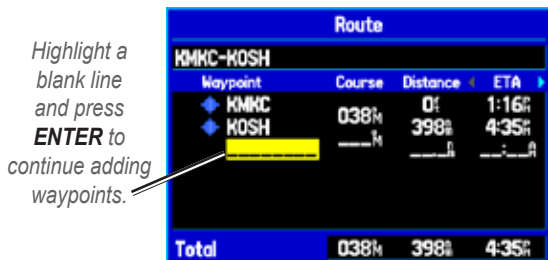 Highlight a
blank line
and press
ENTER to
continue adding
waypoints.
Route
KMKC-KOSH
Waypoint Course Distance ETA
KMKC 0 1:16
038
KOSH 398 4:35
Total 038 398 4:35